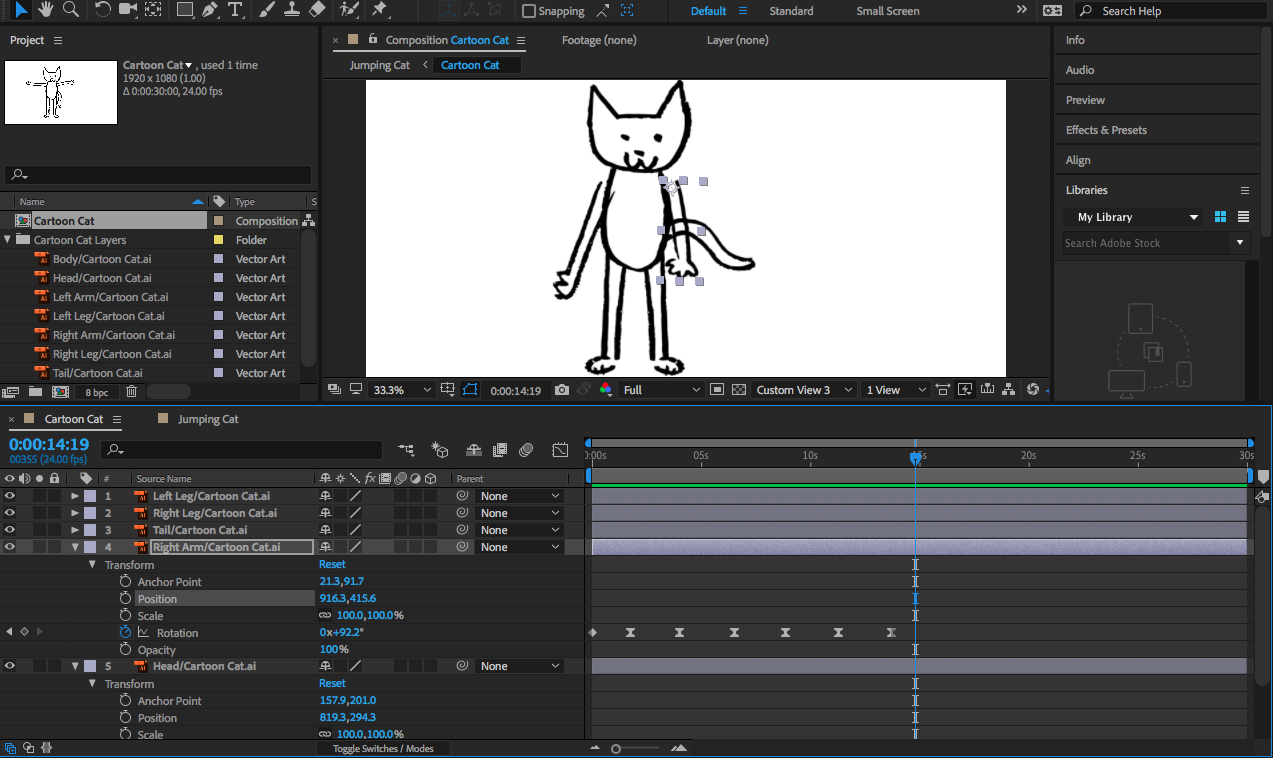 Snapping
Default
Standard
Small Screen
Search Help
Project
Cartoon Cat , used 1 time
1920 x 1080 (1.00)
Δ 0:00:30:00, 24.00 fps
Name Type S
Cartoon Cat Composition
Cartoon Cat Layers Folder
Body/Cartoon Cat.ai Vector Art
Head/Cartoon Cat.ai Vector Art
Left Arm/Cartoon Cat.ai Vector Art
Left Leg/Cartoon Cat.ai Vector Art
Right Arm/Cartoon Cat.ai Vector Art
Right Leg/Cartoon Cat.ai Vector Art
Tail/Cartoon Cat.ai Vector Art
8 bpc
× Composition Cartoon Cat
Footage (none)
Layer (none)
Jumping Cat < Cartoon Cat
33.3% 0:00:14:19 Full Custom View 3 1 View
Info
Audio
Preview
Effects & Presets
Align
Libraries
My Library
Search Adobe Stock
× Cartoon Cat
Jumping Cat
0:00:14:19
00355 (24.00 fps)
0:00s 05s 10s 15s 20s 25s 30s
# Source Name fx Parent
1 Ai Left Leg/Cartoon Cat.ai None
2 Ai Right Leg/Cartoon Cat.ai None
3 Ai Tail/Cartoon Cat.ai None
4 Ai Right Arm/Cartoon Cat.ai None
Transform Reset
Anchor Point 21.3,91.7
Position 916.3,415.6
Scale 100.0,100.0%
Rotation 0x+92.2°
Opacity 100%
5 Ai Head/Cartoon Cat.ai None
Transform Reset
Anchor Point 157.9,201.0
Position 819.3,294.3
Scale 100.0,100.0%
Toggle Switches / Modes